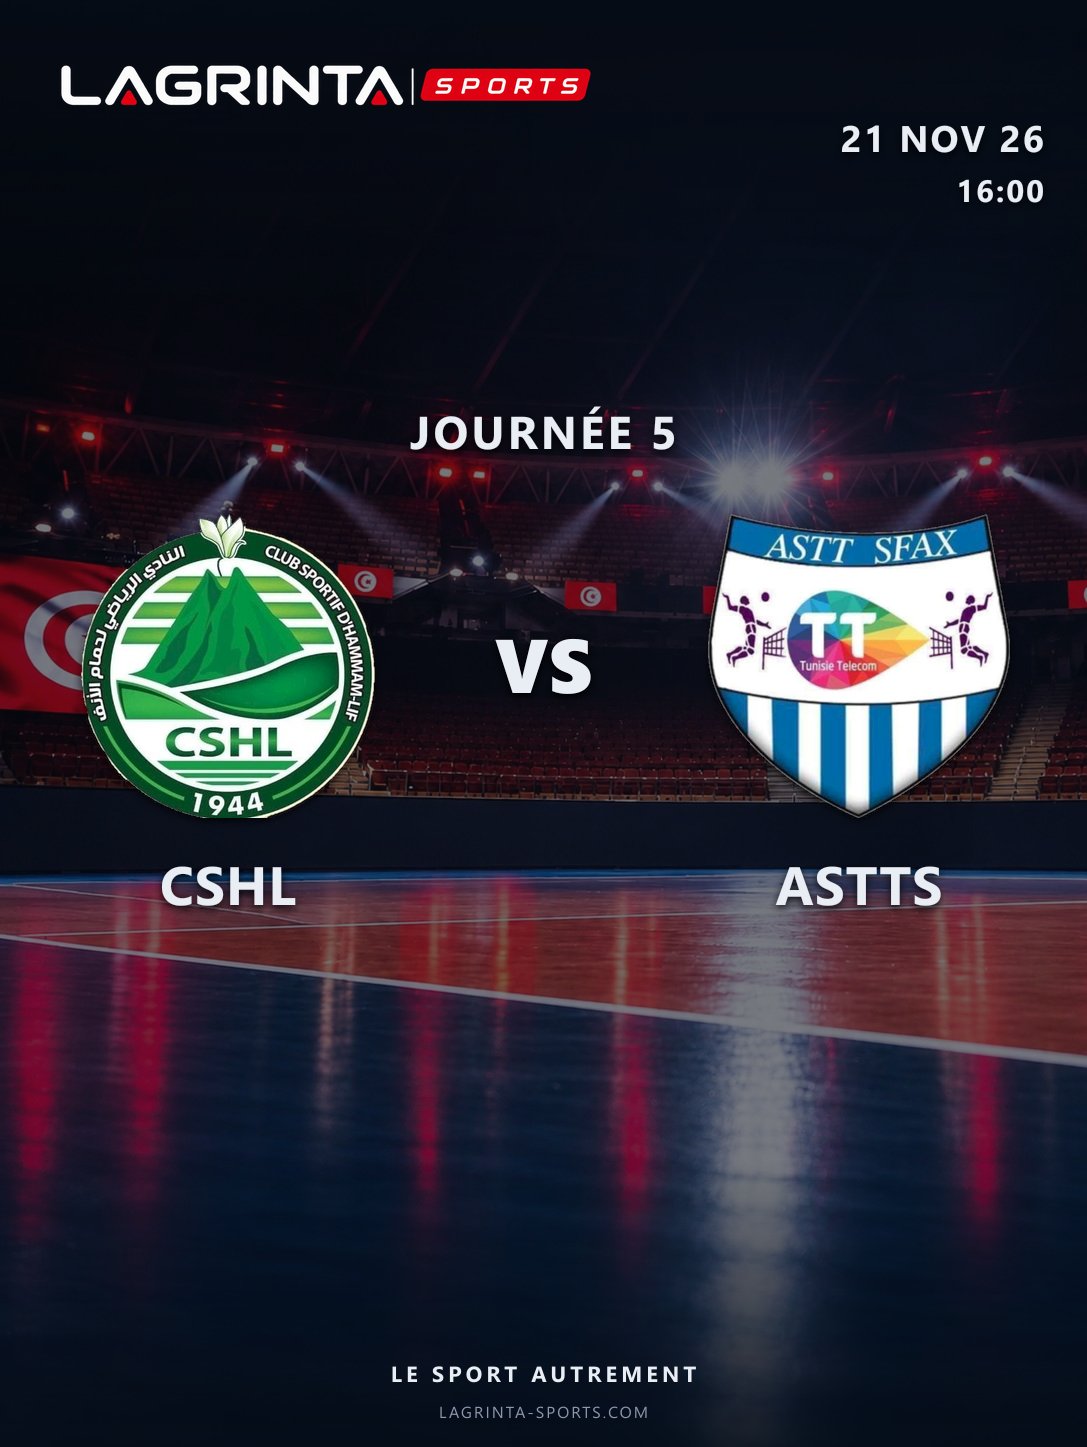 LAGRINTA SPORTS
21 NOV 26
16:00
JOURNÉE 5
النادي الرياضي لحمام الأنف
CLUB SPORTIF D'HAMMAM-LIF
CSHL
1944
VS
ASTT SFAX
TT
Tunisie Telecom
CSHL
ASTTS
LE SPORT AUTREMENT
LAGRINTA-SPORTS.COM